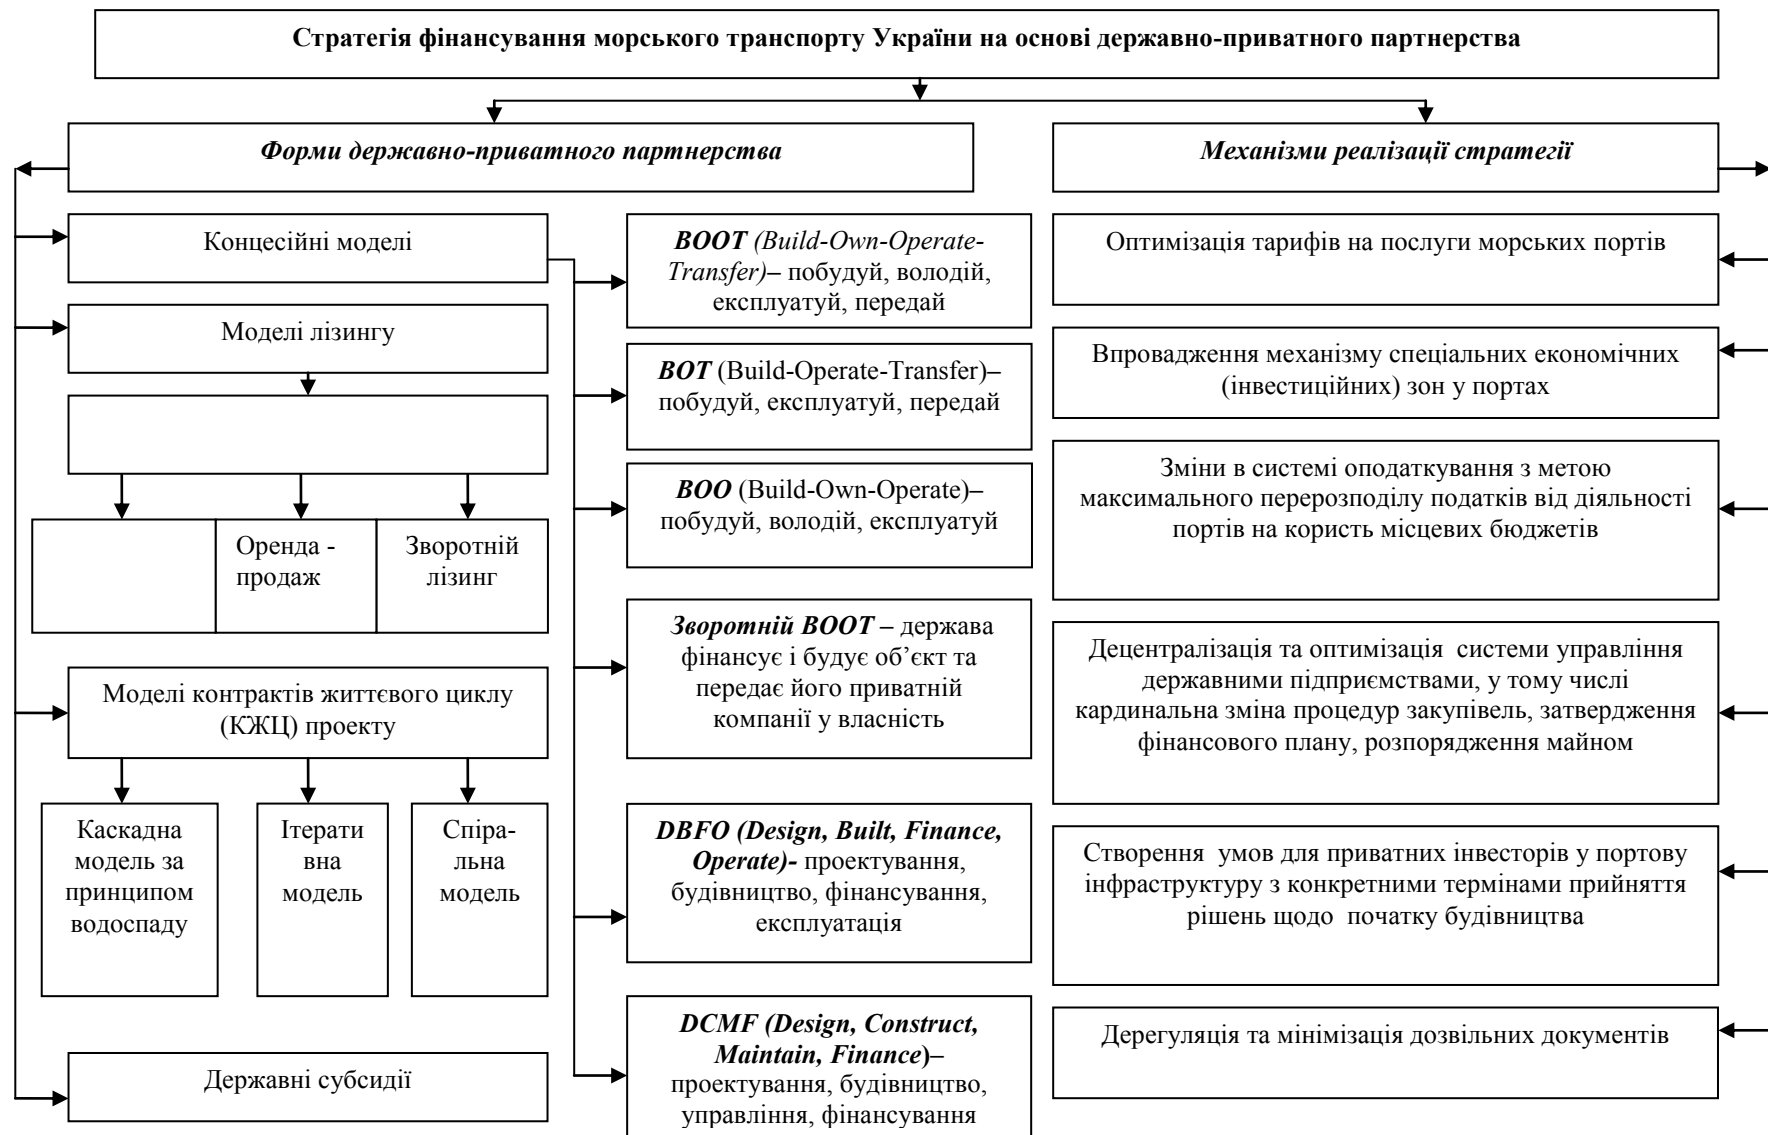 Стратегія фінансування морського транспорту України на основі державно-приватного партнерства
Форми державно-приватного партнерства
Механізми реалізації стратегії
Концесійні моделі
Моделі лізингу
Оренда -
продаж
Зворотній
лізинг
Моделі контрактів життєвого циклу
(КЖЦ) проекту
Каскадна
модель за
принципом
водоспаду
Ітерати
вна
модель
Спіра-
льна
модель
Державні субсидії
BOOT (Build-Own-Operate-
Transfer)– побудуй, володій,
експлуатуй, передай
BOT (Build-Operate-Transfer)–
побудуй, експлуатуй, передай
BOO (Build-Own-Operate)–
побудуй, володій, експлуатуй
Зворотній BOOT – держава
фінансує і будує об’єкт та
передає його приватній
компанії у власність
DBFO (Design, Built, Finance,
Operate)- проектування,
будівництво, фінансування,
експлуатація
DCMF (Design, Construct,
Maintain, Finance)–
проектування, будівництво,
управління, фінансування
Оптимізація тарифів на послуги морських портів
Впровадження механізму спеціальних економічних
(інвестиційних) зон у портах
Зміни в системі оподаткування з метою
максимального перерозподілу податків від діяльності
портів на користь місцевих бюджетів
Децентралізація та оптимізація системи управління
державними підприємствами, у тому числі
кардинальна зміна процедур закупівель, затвердження
фінансового плану, розпорядження майном
Створення умов для приватних інвесторів у портову
інфраструктуру з конкретними термінами прийняття
рішень щодо початку будівництва
Дерегуляція та мінімізація дозвільних документів